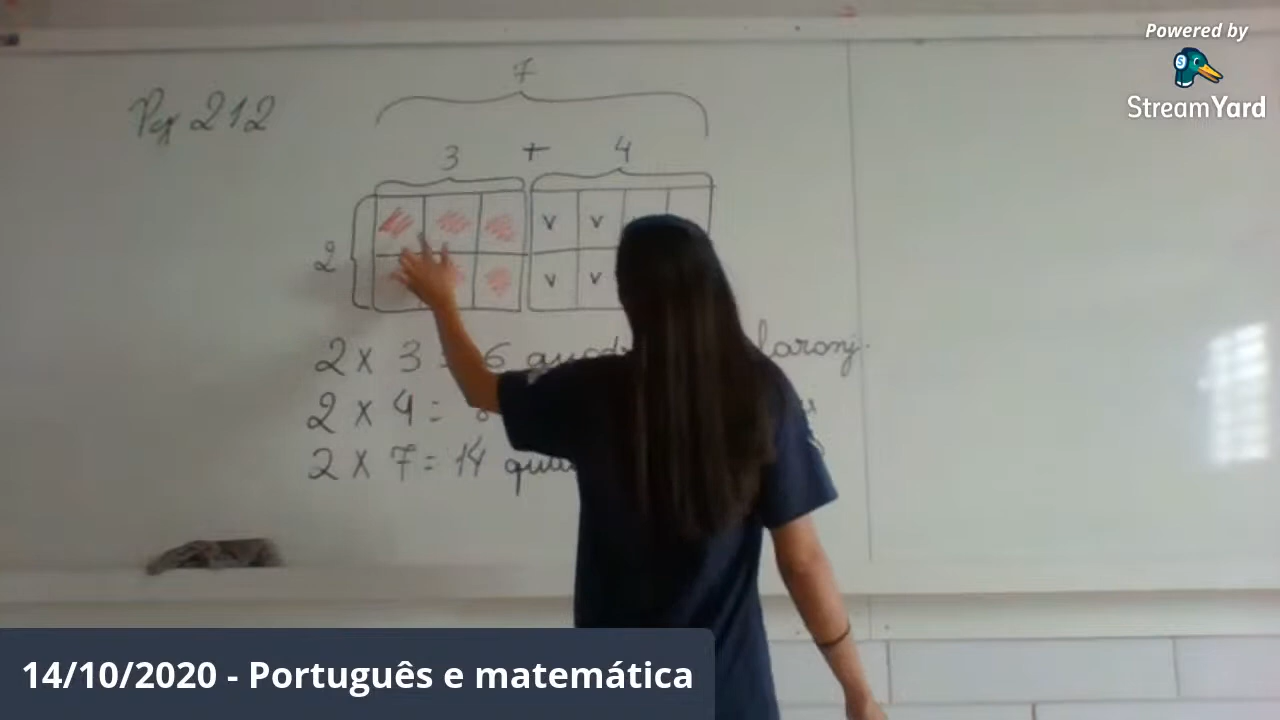 Powered by
StreamYard
Pag 212
7
3 + 4
2
v v
v v
2 x 3 = 6
2 x 4 =
2 x 7 = 14
14/10/2020 - Português e matemática